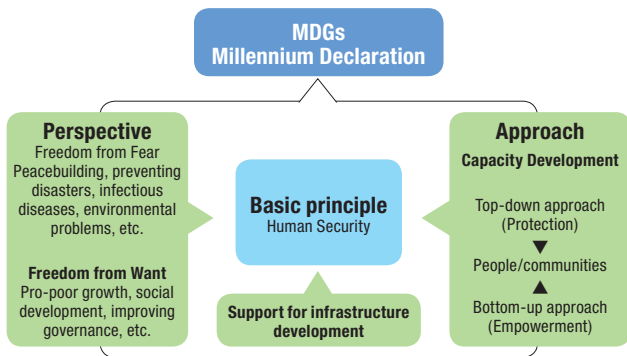 MDGs
Millennium Declaration
Perspective
Freedom from Fear
Peacebuilding, preventing
disasters, infectious
diseases, environmental
problems, etc.
Freedom from Want
Pro-poor growth, social
development, improving
governance, etc.
Basic principle
Human Security
Support for infrastructure
development
Approach
Capacity Development
Top-down approach
(Protection)
▼
People/communities
▲
Bottom-up approach
(Empowerment)